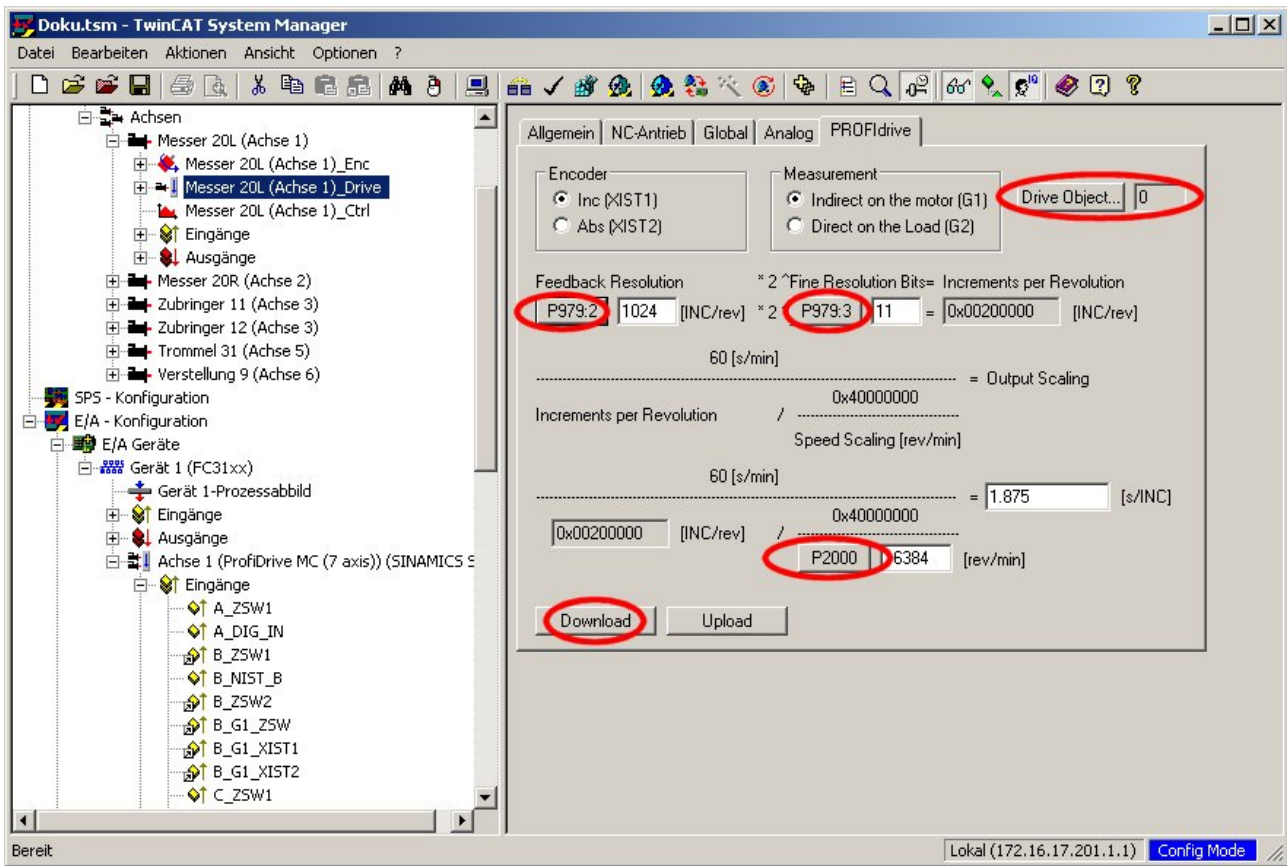 Doku.tsm - TwinCAT System Manager
Datei Bearbeiten Aktionen Ansicht Optionen ?
Achsen
Messer 20L (Achse 1)
Messer 20L (Achse 1)_Enc
Messer 20L (Achse 1)_Drive
Messer 20L (Achse 1)_Ctrl
Eingänge
Ausgänge
Messer 20R (Achse 2)
Zubringer 11 (Achse 3)
Zubringer 12 (Achse 3)
Trommel 31 (Achse 5)
Verstellung 9 (Achse 6)
SPS - Konfiguration
E/A - Konfiguration
E/A Geräte
Gerät 1 (FC31xx)
Gerät 1-Prozessabbild
Eingänge
Ausgänge
Achse 1 (ProfiDrive MC (7 axis)) (SINAMICS S
Eingänge
A_ZSW1
A_DIG_IN
B_ZSW1
B_NIST_B
B_ZSW2
B_G1_ZSW
B_G1_XIST1
B_G1_XIST2
C_ZSW1
Allgemein NC-Antrieb Global Analog PROFIdrive
Encoder
Inc (XIST1)
Abs (XIST2)
Measurement
Indirect on the motor (G1)
Direct on the Load (G2)
Drive Object... 0
Feedback Resolution * 2 ^Fine Resolution Bits= Increments per Revolution
P979:2 1024 [INC/rev] * 2 P979:3 11 = 0x00200000 [INC/rev]
60 [s/min]
= Output Scaling
0x40000000
Increments per Revolution /
Speed Scaling [rev/min]
60 [s/min]
= 1.875 [s/INC]
0x40000000
0x00200000 [INC/rev] /
P2000 6384 [rev/min]
Download Upload
Bereit Lokal (172.16.17.201.1.1) Config Mode